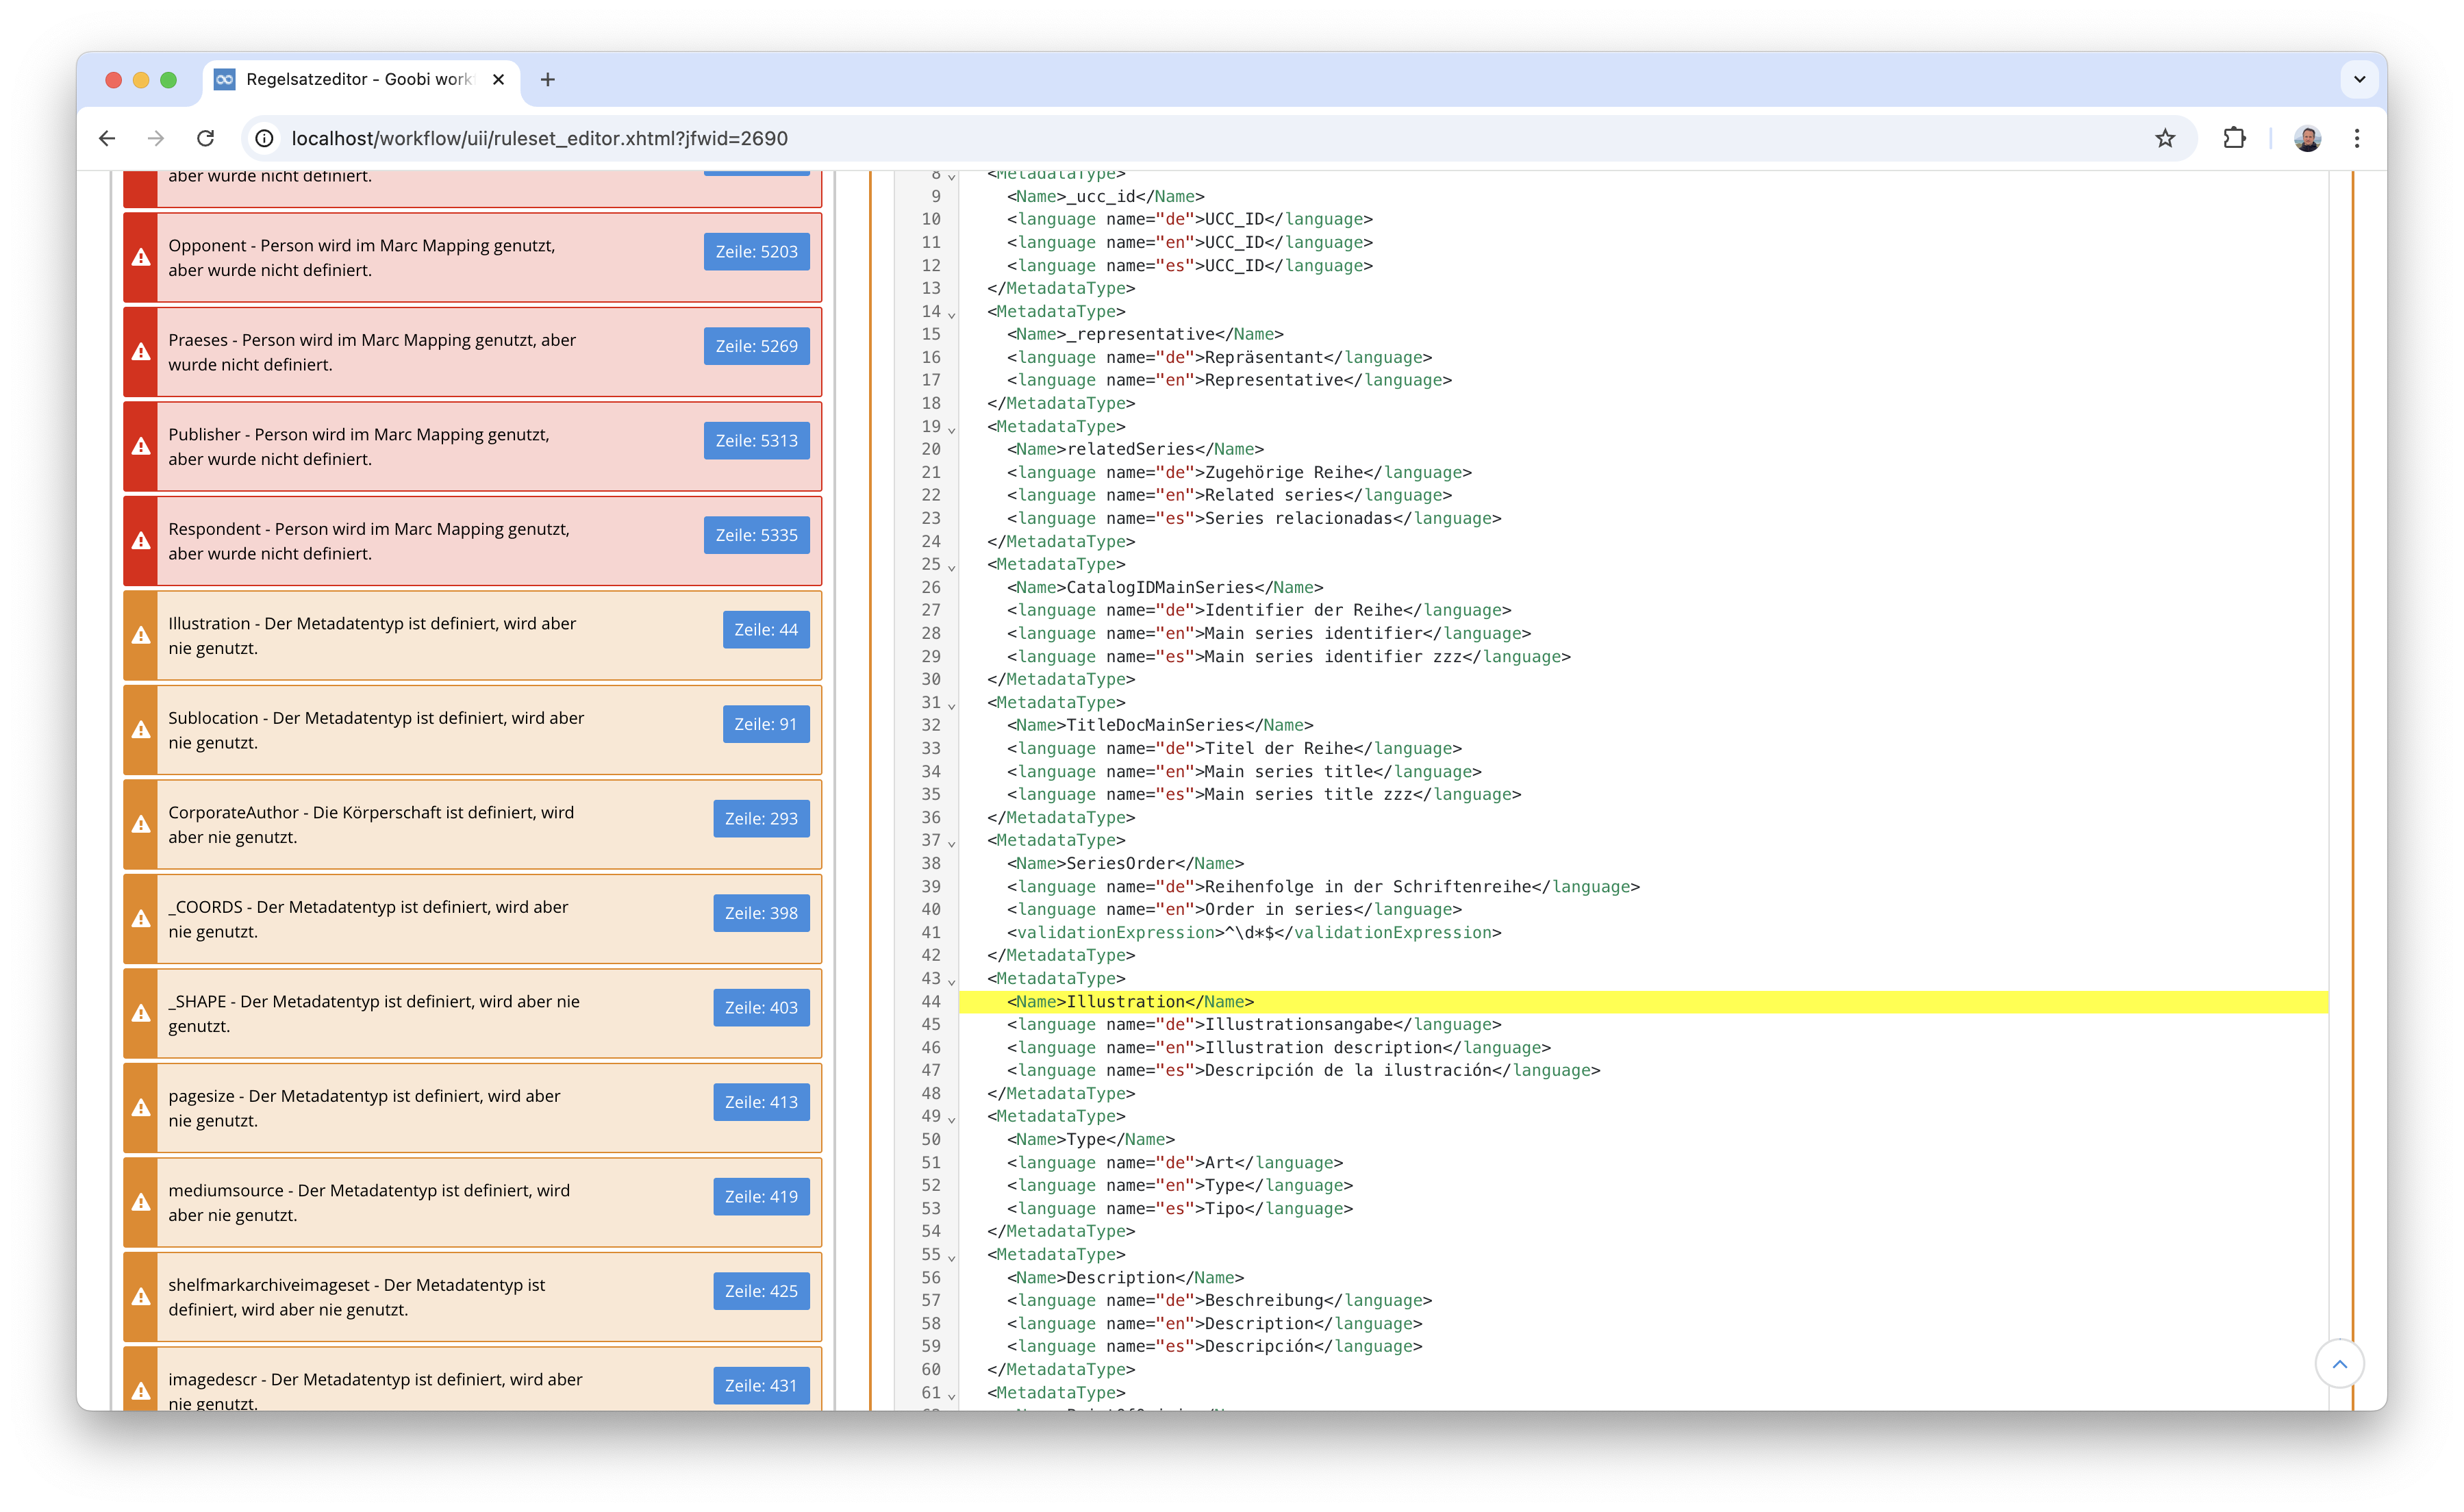 Regelsatzeditor - Goobi work
localhost/workflow/uii/ruleset_editor.xhtml?jfwid=2690
aber wurde nicht definiert.
Opponent - Person wird im Marc Mapping genutzt,
aber wurde nicht definiert.
Zeile: 5203
Praeses - Person wird im Marc Mapping genutzt, aber
wurde nicht definiert.
Zeile: 5269
Publisher - Person wird im Marc Mapping genutzt,
aber wurde nicht definiert.
Zeile: 5313
Respondent - Person wird im Marc Mapping genutzt,
aber wurde nicht definiert.
Zeile: 5335
Illustration - Der Metadatentyp ist definiert, wird aber
nie genutzt.
Zeile: 44
Sublocation - Der Metadatentyp ist definiert, wird aber
nie genutzt.
Zeile: 91
CorporateAuthor - Die Körperschaft ist definiert, wird
aber nie genutzt.
Zeile: 293
_COORDS - Der Metadatentyp ist definiert, wird aber
nie genutzt.
Zeile: 398
_SHAPE - Der Metadatentyp ist definiert, wird aber nie
genutzt.
Zeile: 403
pagesize - Der Metadatentyp ist definiert, wird aber
nie genutzt.
Zeile: 413
mediumsource - Der Metadatentyp ist definiert, wird
aber nie genutzt.
Zeile: 419
shelfmarkarchiveimageset - Der Metadatentyp ist
definiert, wird aber nie genutzt.
Zeile: 425
imagedescr - Der Metadatentyp ist definiert, wird aber
nie genutzt.
Zeile: 431
8 <MetadataType>
9 <Name>_ucc_id</Name>
10 <language name="de">UCC_ID</language>
11 <language name="en">UCC_ID</language>
12 <language name="es">UCC_ID</language>
13 </MetadataType>
14 <MetadataType>
15 <Name>_representative</Name>
16 <language name="de">Repräsentant</language>
17 <language name="en">Representative</language>
18 </MetadataType>
19 <MetadataType>
20 <Name>relatedSeries</Name>
21 <language name="de">Zugehörige Reihe</language>
22 <language name="en">Related series</language>
23 <language name="es">Series relacionadas</language>
24 </MetadataType>
25 <MetadataType>
26 <Name>CatalogIDMainSeries</Name>
27 <language name="de">Identifier der Reihe</language>
28 <language name="en">Main series identifier</language>
29 <language name="es">Main series identifier zzz</language>
30 </MetadataType>
31 <MetadataType>
32 <Name>TitleDocMainSeries</Name>
33 <language name="de">Titel der Reihe</language>
34 <language name="en">Main series title</language>
35 <language name="es">Main series title zzz</language>
36 </MetadataType>
37 <MetadataType>
38 <Name>SeriesOrder</Name>
39 <language name="de">Reihenfolge in der Schriftenreihe</language>
40 <language name="en">Order in series</language>
41 <validationExpression>^\d*$</validationExpression>
42 </MetadataType>
43 <MetadataType>
44 <Name>Illustration</Name>
45 <language name="de">Illustrationsangabe</language>
46 <language name="en">Illustration description</language>
47 <language name="es">Descripción de la ilustración</language>
48 </MetadataType>
49 <MetadataType>
50 <Name>Type</Name>
51 <language name="de">Art</language>
52 <language name="en">Type</language>
53 <language name="es">Tipo</language>
54 </MetadataType>
55 <MetadataType>
56 <Name>Description</Name>
57 <language name="de">Beschreibung</language>
58 <language name="en">Description</language>
59 <language name="es">Descripción</language>
60 </MetadataType>
61 <MetadataType>